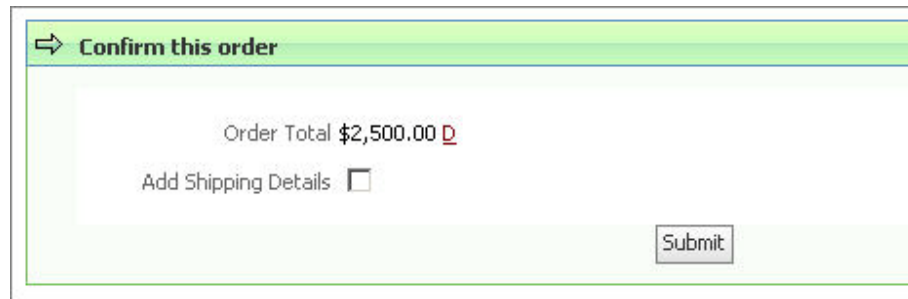 Confirm this order
Order Total $2,500.00 D
Add Shipping Details
Submit